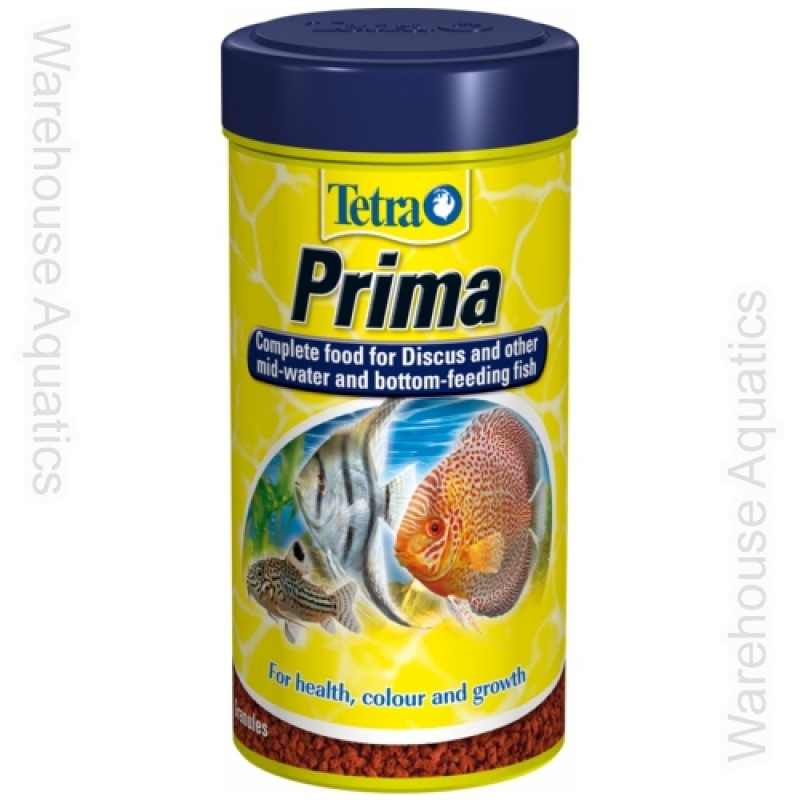 Warehouse Aquatics
Tetra
Prima
Complete food for Discus and other
mid-water and bottom-feeding fish
For health, colour and growth
Granules
Warehouse Aquatics